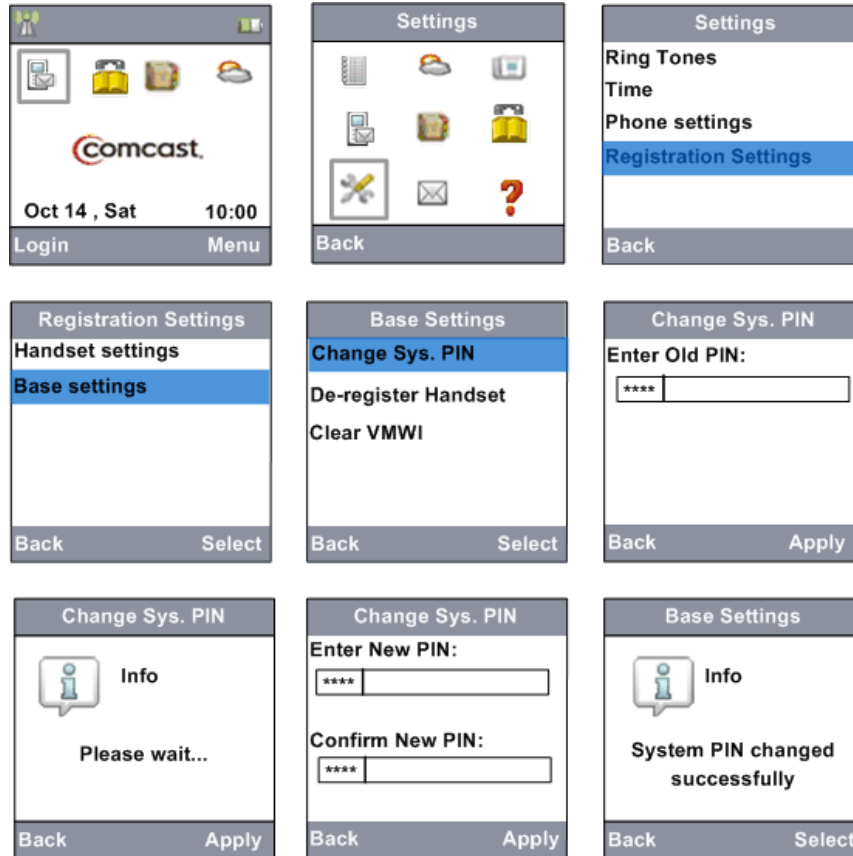 Oct 14 , Sat 10:00
comcast.
Login Menu
Settings
Back
Settings
Ring Tones
Time
Phone settings
Registration Settings
Back
Registration Settings
Handset settings
Base settings
Back Select
Base Settings
Change Sys. PIN
De-register Handset
Clear VMWI
Back Select
Change Sys. PIN
Enter Old PIN:
****
Back Apply
Change Sys. PIN
Info
Please wait...
Back Apply
Change Sys. PIN
Enter New PIN:
****
Confirm New PIN:
****
Back Apply
Base Settings
Info
System PIN changed
successfully
Back Select